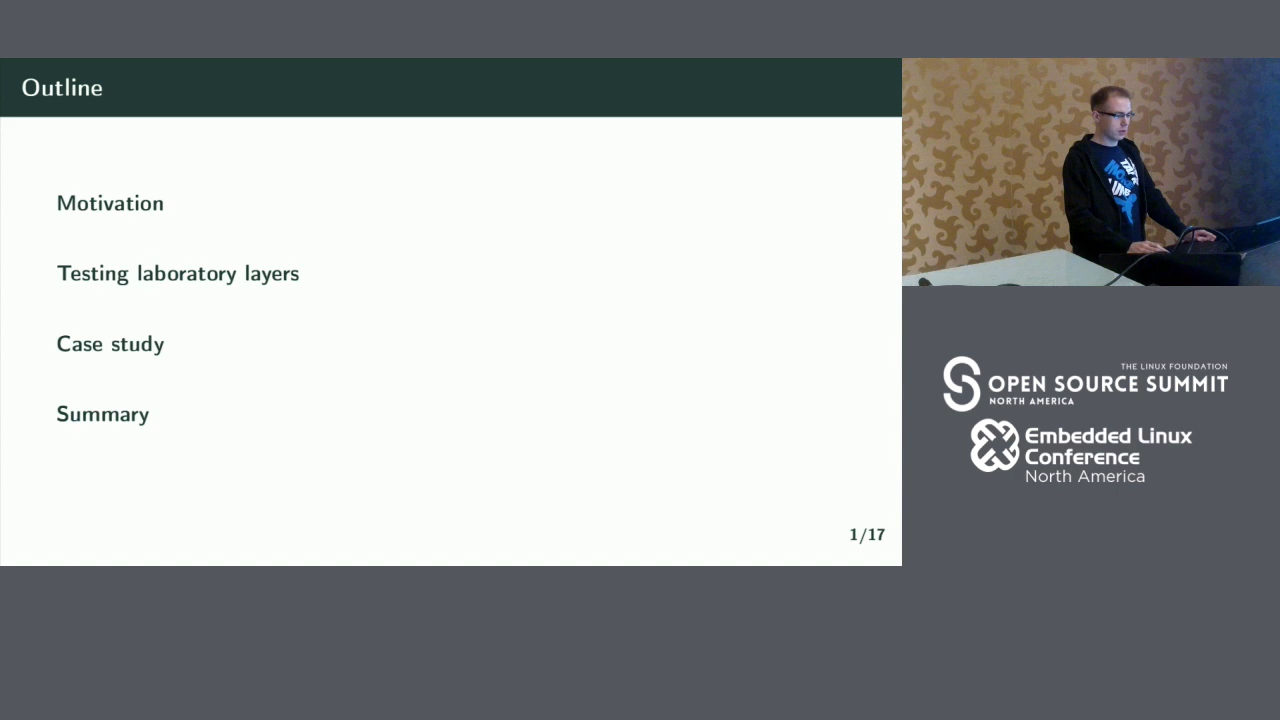 Outline
Motivation
Testing laboratory layers
Case study
Summary
1/17
THE LINUX FOUNDATION
OPEN SOURCE SUMMIT
NORTH AMERICA
Embedded Linux
Conference
North America